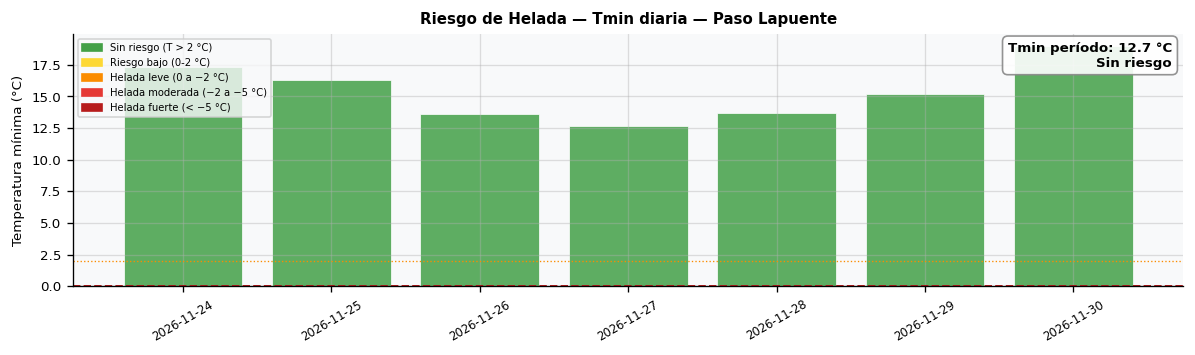 Riesgo de Helada — Tmin diaria — Paso Lapuente
Temperatura mínima (°C)
17.5
15.0
12.5
10.0
7.5
5.0
2.5
0.0
Sin riesgo (T > 2 °C)
Riesgo bajo (0-2 °C)
Helada leve (0 a −2 °C)
Helada moderada (−2 a −5 °C)
Helada fuerte (< −5 °C)
Tmin período: 12.7 °C
Sin riesgo
2026-11-24
2026-11-25
2026-11-26
2026-11-27
2026-11-28
2026-11-29
2026-11-30